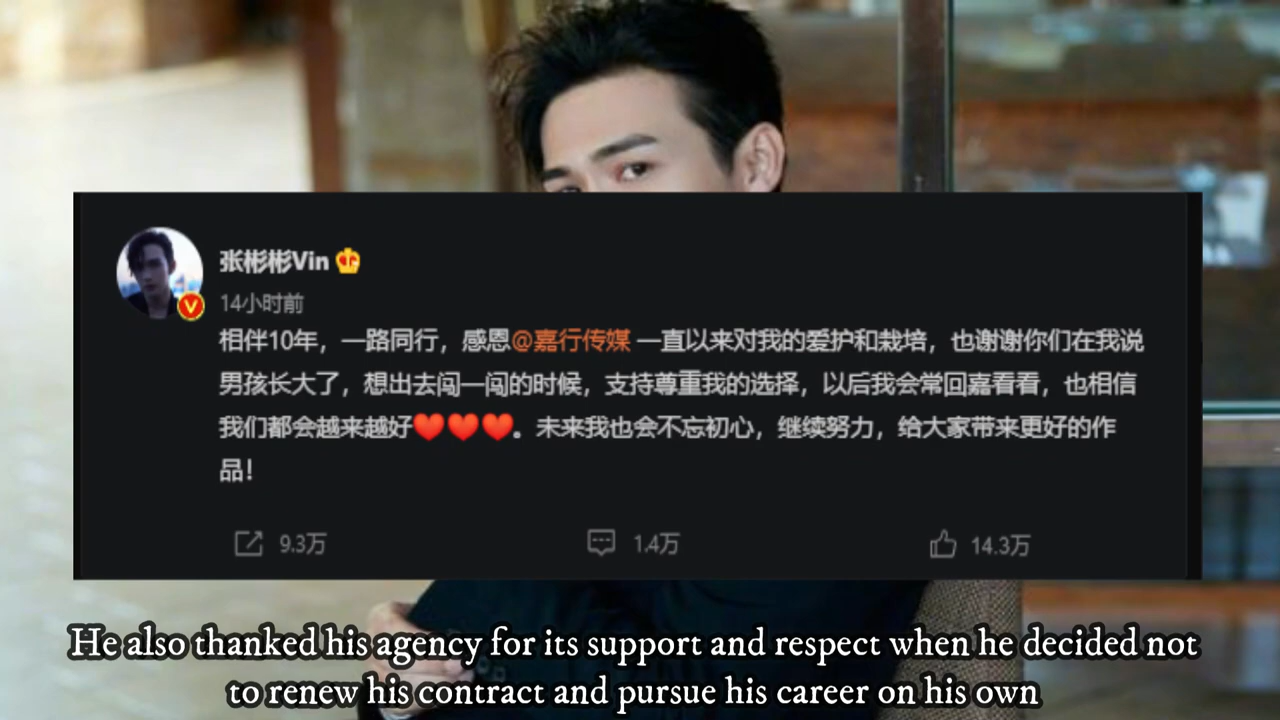 张彬彬Vin
14小时前
相伴10年，一路同行，感恩@嘉行传媒 一直以来对我的爱护和栽培，也谢谢你们在我说
男孩长大了，想出去闯一闯的时候，支持尊重我的选择，以后我会常回嘉看看，也相信
我们都会越来越好❤️❤️❤️。未来我也会不忘初心，继续努力，给大家带来更好的作
品！
9.3万 1.4万 14.3万
He also thanked his agency for its support and respect when he decided not
to renew his contract and pursue his career on his own